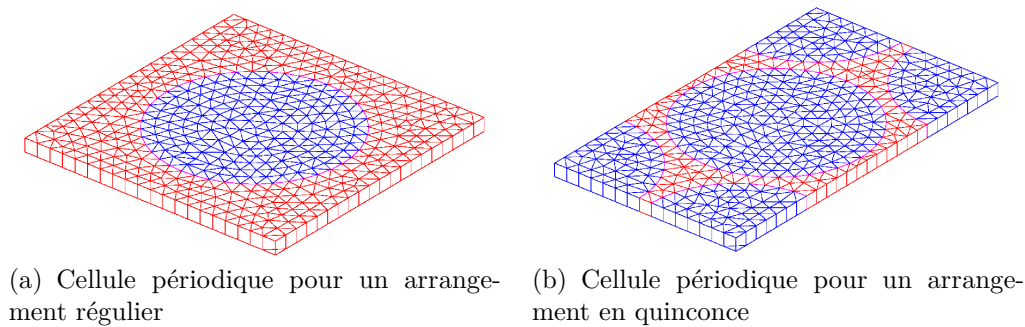 (a) Cellule périodique pour un arrange-
ment régulier
(b) Cellule périodique pour un arrange-
ment en quinconce